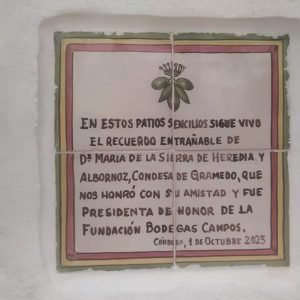 EN ESTOS PATIOS SENCILLOS SIGUE VIVO
EL RECUERDO ENTRAÑABLE DE
Dª MARIA DE LA SIERRA DE HEREDIA Y
ALBORNOZ, CONDESA DE GRAMEDO, QUE
NOS HONRÓ CON SU AMISTAD Y FUE
PRESIDENTA DE HONOR DE LA
FUNDACIÓN BODEGAS CAMPOS.
CÓRDOBA, 1 DE OCTUBRE 2023